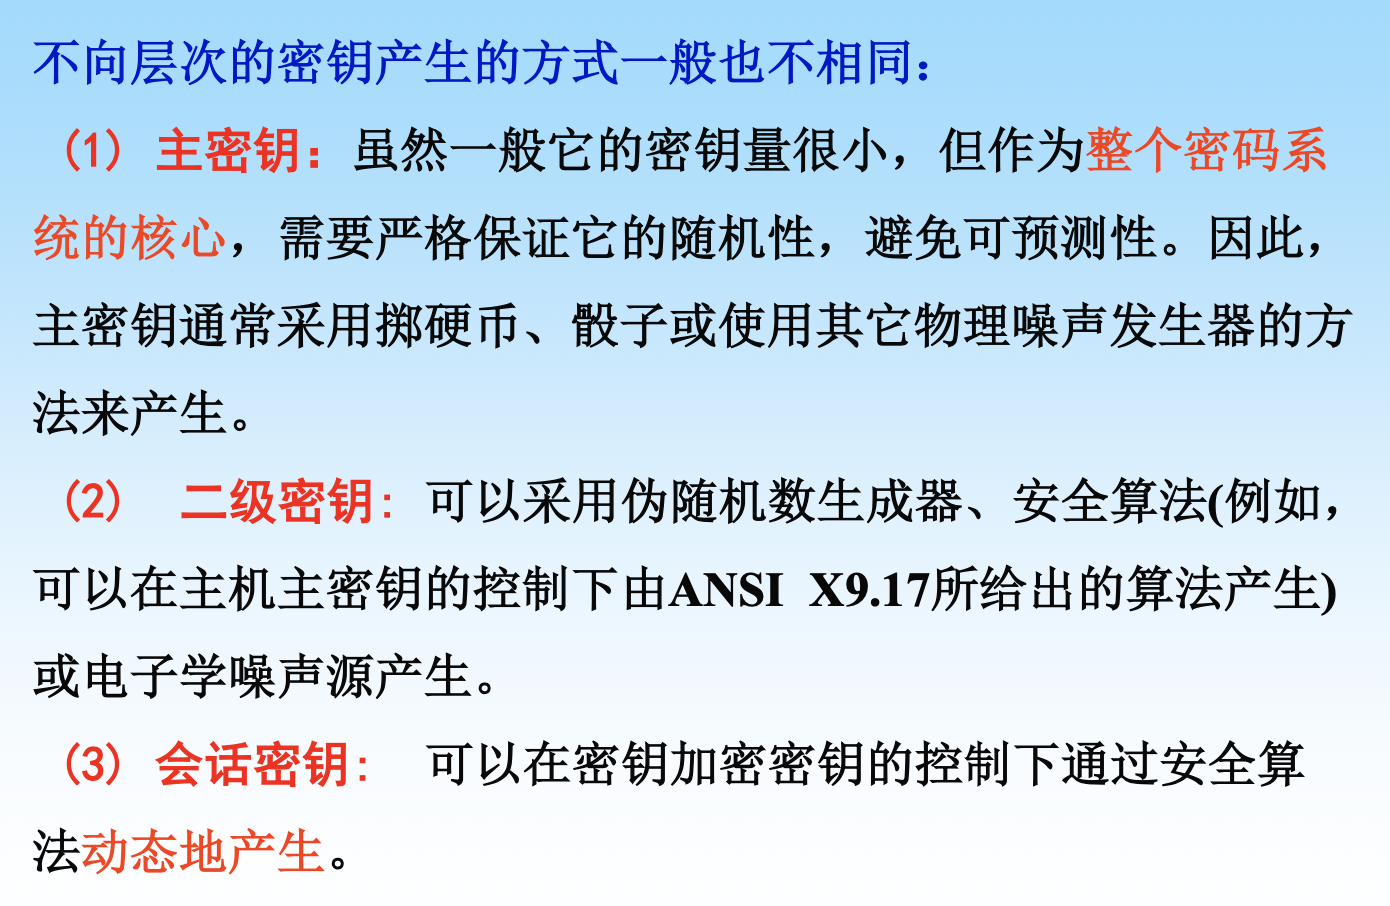 不向层次的密钥产生的方式一般也不相同：
（1）主密钥：虽然一般它的密钥量很小，但作为整个密码系
统的核心，需要严格保证它的随机性，避免可预测性。因此，
主密钥通常采用掷硬币、骰子或使用其它物理噪声发生器的方
法来产生。
（2） 二级密钥: 可以采用伪随机数生成器、安全算法(例如，
可以在主机主密钥的控制下由ANSI X9.17所给出的算法产生)
或电子学噪声源产生。
（3）会话密钥: 可以在密钥加密密钥的控制下通过安全算
法动态地产生。